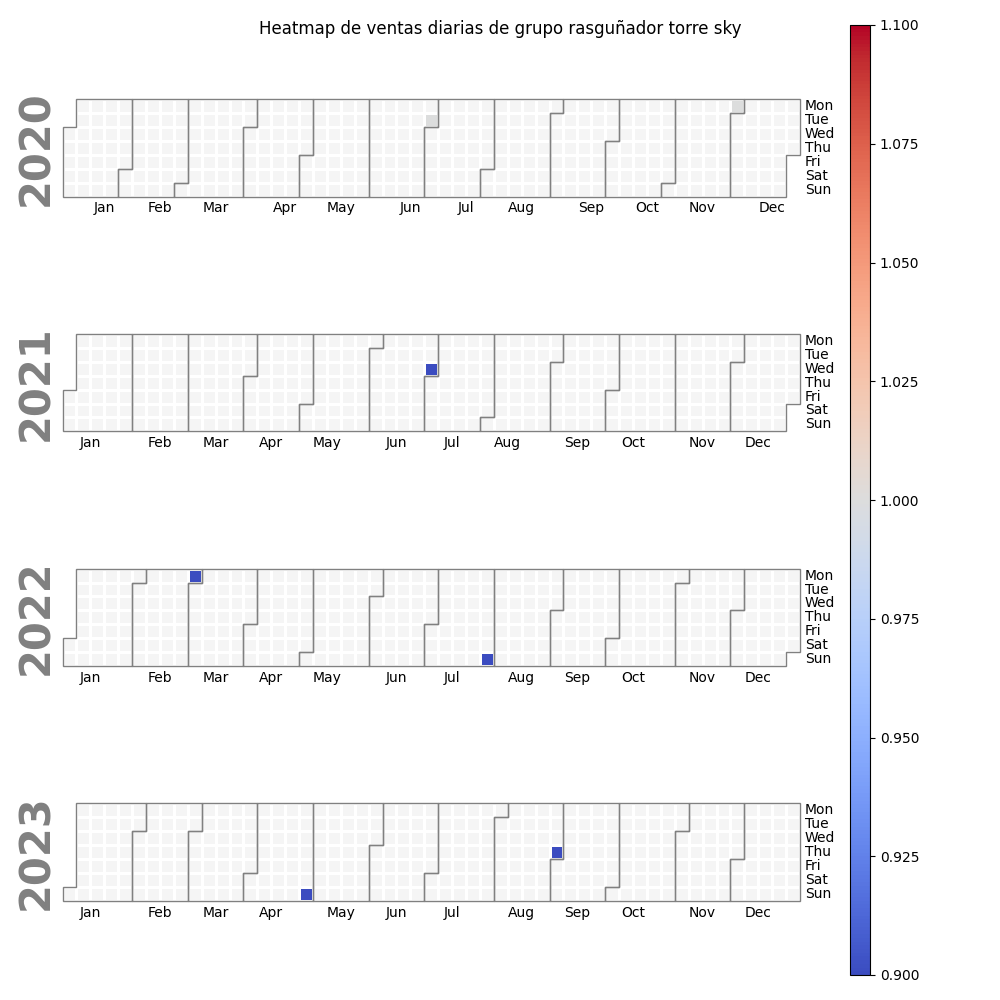 Heatmap de ventas diarias de grupo rasguñador torre sky
2020
Mon
Tue
Wed
Thu
Fri
Sat
Sun
Jan Feb Mar Apr May Jun Jul Aug Sep Oct Nov Dec
2021
Mon
Tue
Wed
Thu
Fri
Sat
Sun
Jan Feb Mar Apr May Jun Jul Aug Sep Oct Nov Dec
2022
Mon
Tue
Wed
Thu
Fri
Sat
Sun
Jan Feb Mar Apr May Jun Jul Aug Sep Oct Nov Dec
2023
Mon
Tue
Wed
Thu
Fri
Sat
Sun
Jan Feb Mar Apr May Jun Jul Aug Sep Oct Nov Dec
1.100
1.075
1.050
1.025
1.000
0.975
0.950
0.925
0.900